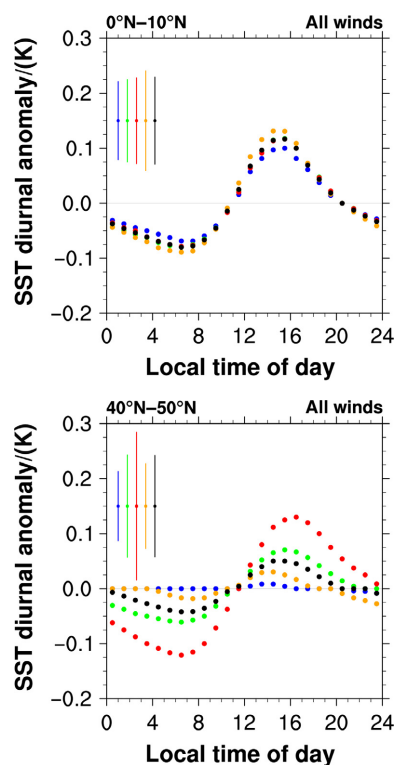 0°N−10°N All winds
0.3
0.2
0.1
0.0
−0.1
−0.2
SST diurnal anomaly/(K)
0 4 8 12 16 20 24
Local time of day
40°N−50°N All winds
0.3
0.2
0.1
0.0
−0.1
−0.2
SST diurnal anomaly/(K)
0 4 8 12 16 20 24
Local time of day